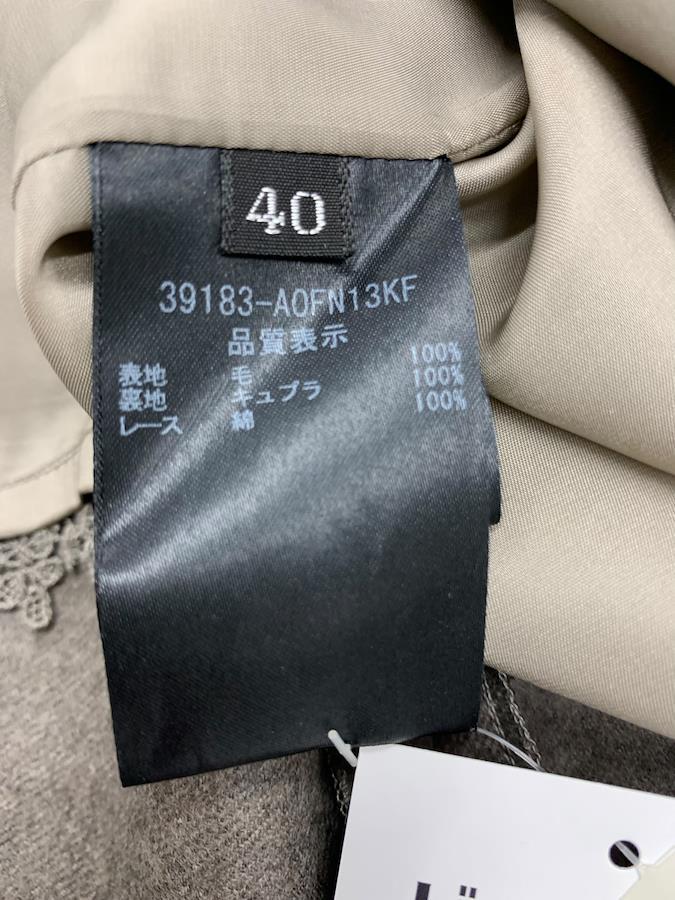 40
39183-A0FN13KF
品質表示
表地 毛 100%
裏地 キュプラ 100%
レース 綿 100%